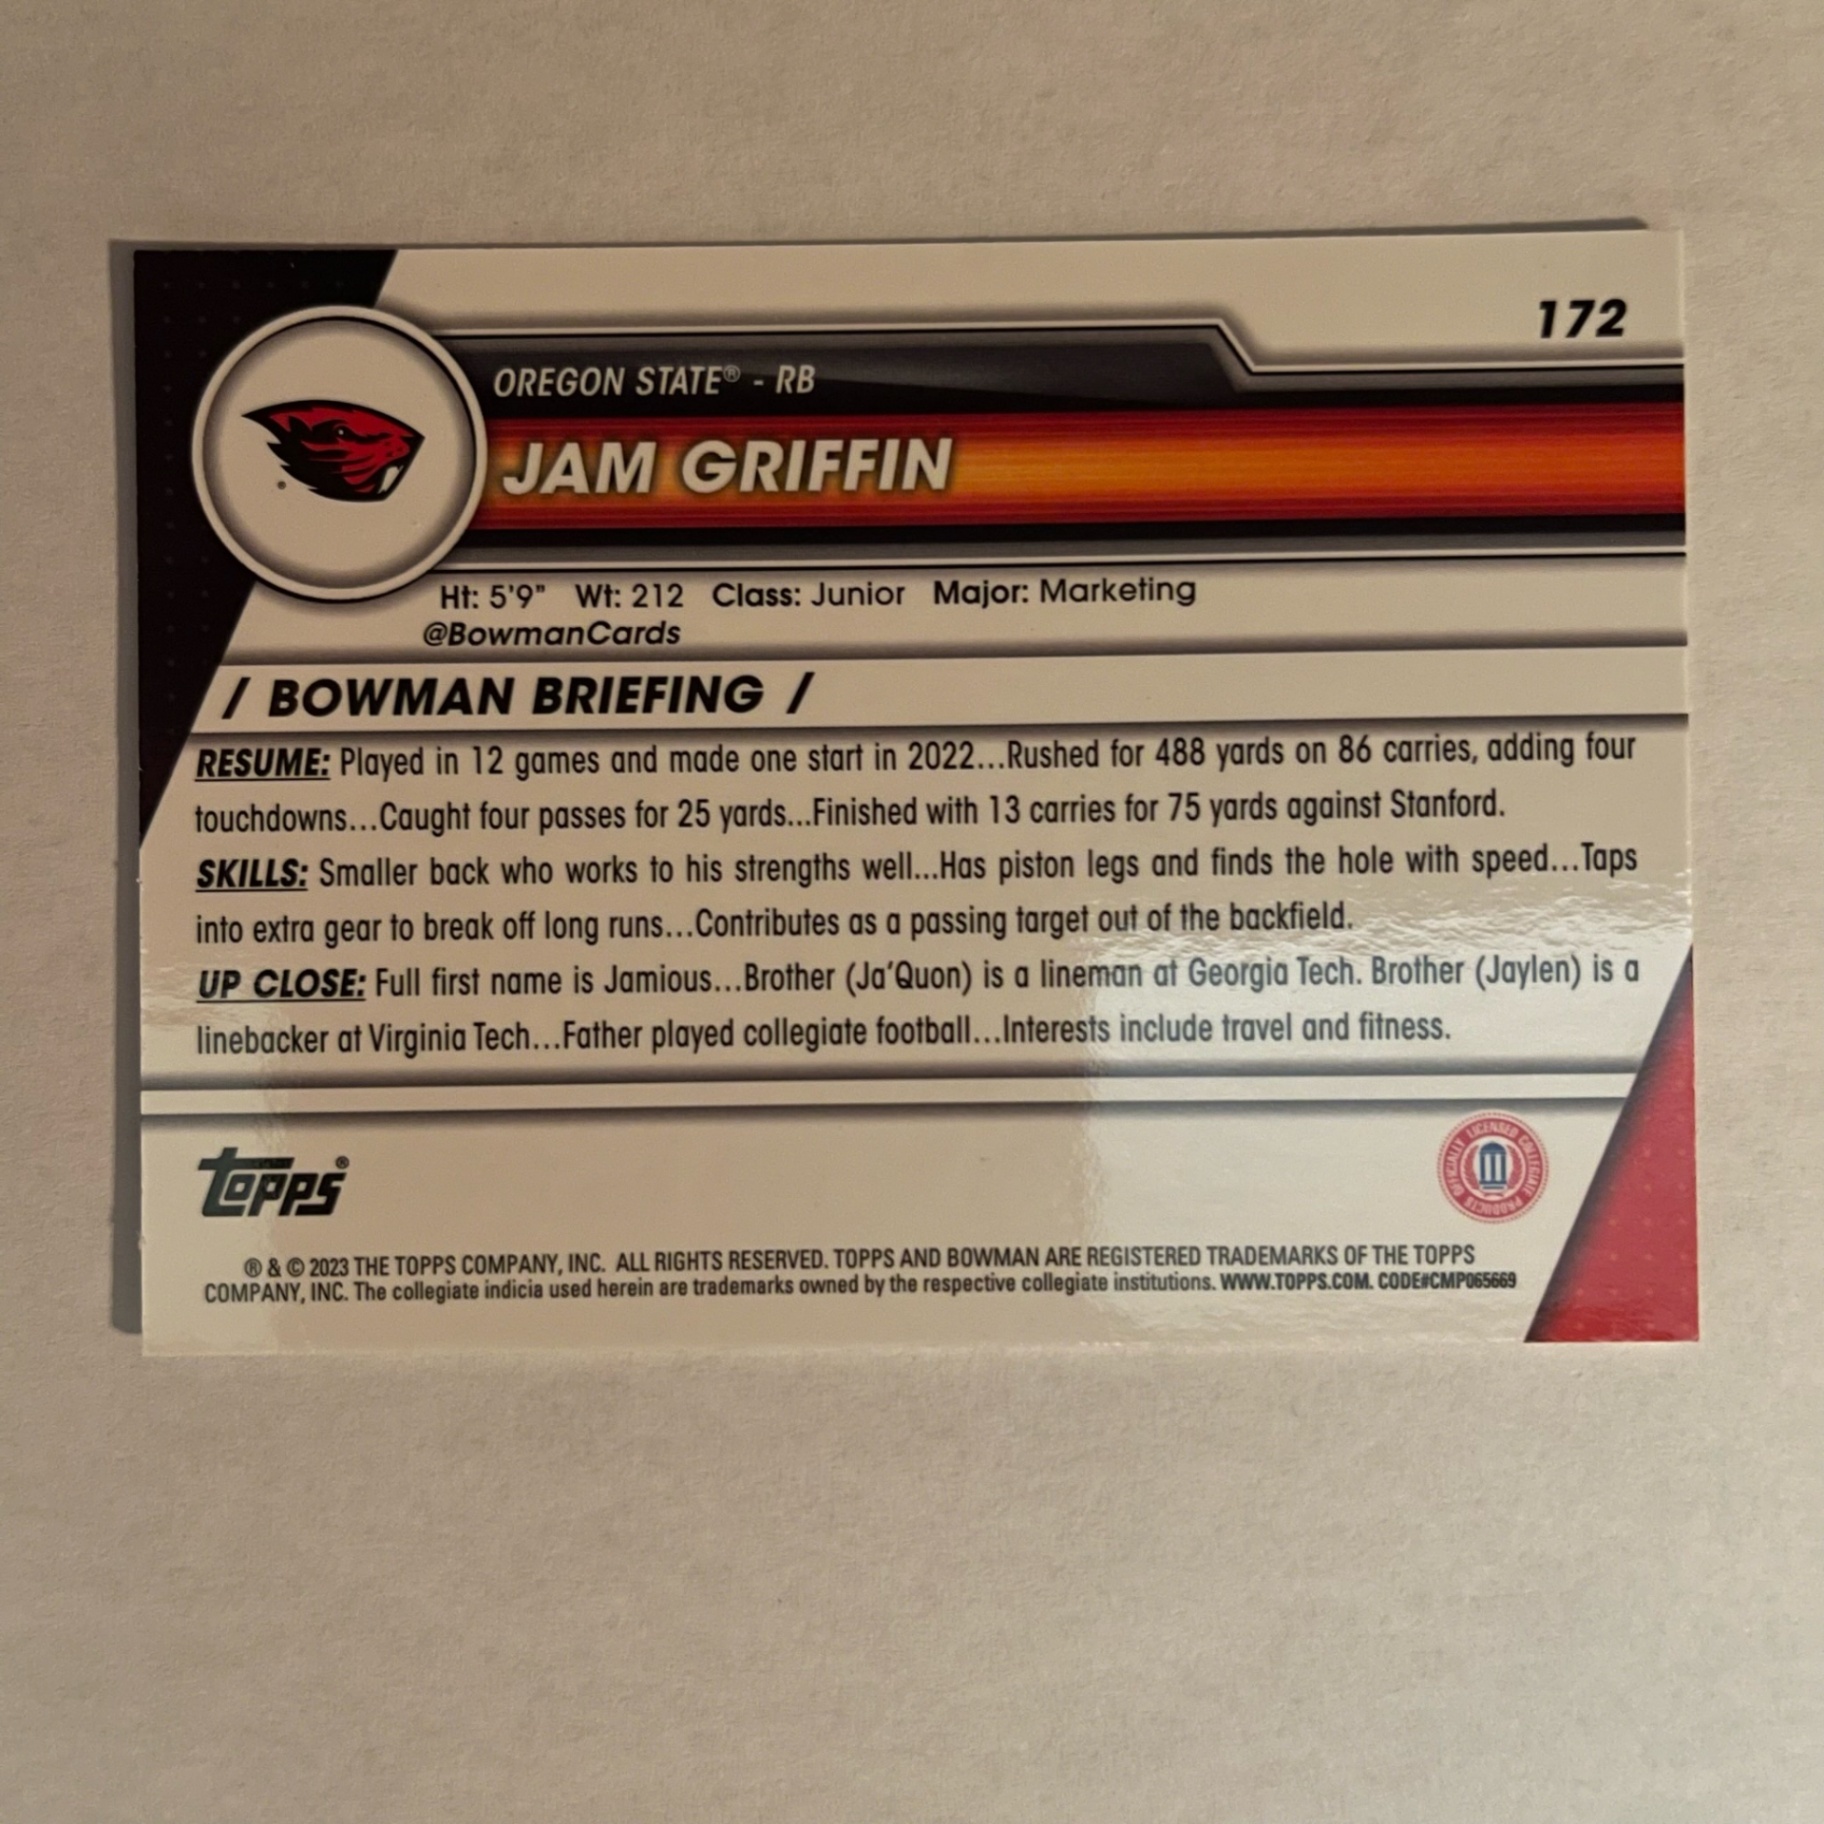 172
OREGON STATE® - RB
JAM GRIFFIN
Ht: 5'9" Wt: 212 Class: Junior Major: Marketing
@BowmanCards
/ BOWMAN BRIEFING /
RESUME: Played in 12 games and made one start in 2022...Rushed for 488 yards on 86 carries, adding four
touchdowns...Caught four passes for 25 yards...Finished with 13 carries for 75 yards against Stanford.
SKILLS: Smaller back who works to his strengths well...Has piston legs and finds the hole with speed...Taps
into extra gear to break off long runs...Contributes as a passing target out of the backfield.
UP CLOSE: Full first name is Jamious...Brother (Ja'Quon) is a lineman at Georgia Tech. Brother (Jaylen) is a
linebacker at Virginia Tech...Father played collegiate football...Interests include travel and fitness.
topps®
OFFICIALLY LICENSED COLLEGIATE PRODUCTS
® & © 2023 THE TOPPS COMPANY, INC. ALL RIGHTS RESERVED. TOPPS AND BOWMAN ARE REGISTERED TRADEMARKS OF THE TOPPS
COMPANY, INC. The collegiate indicia used herein are trademarks owned by the respective collegiate institutions. WWW.TOPPS.COM. CODE#CMP065669